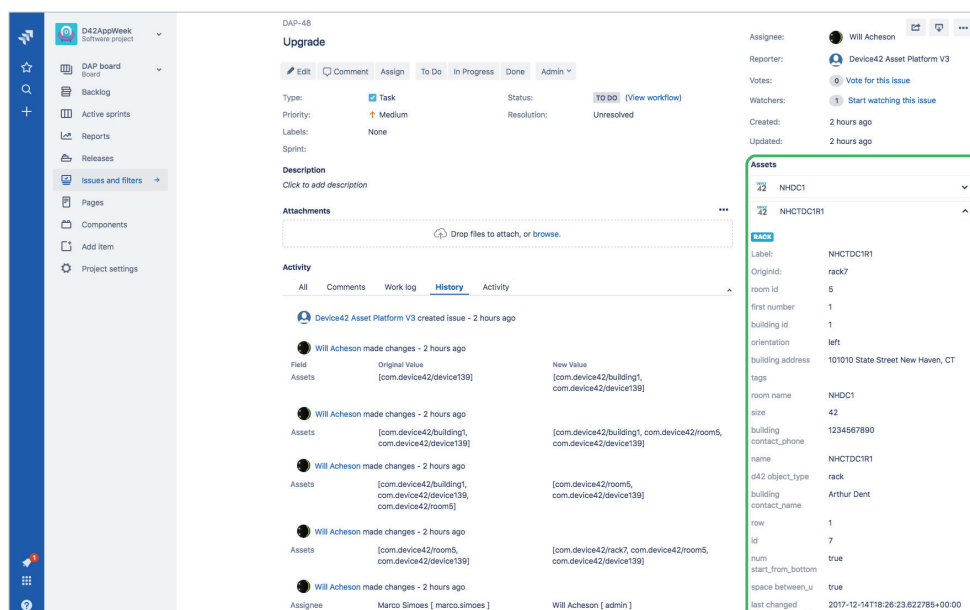 D42AppWeek
Software project
DAP board
Board
Backlog
Active sprints
Reports
Releases
Issues and filters
Pages
Components
Add item
Project settings
1
DAP-48
Upgrade
Edit Comment Assign To Do In Progress Done Admin
Type: Task Status: TO DO (View workflow)
Priority: Medium Resolution: Unresolved
Labels: None
Sprint:
Description
Click to add description
Attachments
Drop files to attach, or browse.
Activity
All Comments Work log History Activity
Device42 Asset Platform V3 created issue - 2 hours ago
Will Acheson made changes - 2 hours ago
Field Original Value New Value
Assets [com.device42/device139] [com.device42/building1,
com.device42/device139]
Will Acheson made changes - 2 hours ago
Assets [com.device42/building1, [com.device42/building1, com.device42/room5,
com.device42/device139] com.device42/device139]
Will Acheson made changes - 2 hours ago
Assets [com.device42/building1, [com.device42/room5,
com.device42/device139, com.device42/device139]
com.device42/room5]
Will Acheson made changes - 2 hours ago
Assets [com.device42/room5, [com.device42/rack7, com.device42/room5,
com.device42/device139] com.device42/device139]
Will Acheson made changes - 2 hours ago
Assignee Marco Simoes [ marco.simoes ] Will Acheson [ admin ]
Assignee: Will Acheson
Reporter: Device42 Asset Platform V3
Votes: 0 Vote for this issue
Watchers: 1 Start watching this issue
Created: 2 hours ago
Updated: 2 hours ago
Assets
42 NHDC1
42 NHCTDC1R1
RACK
Label: NHCTDC1R1
OriginId: rack7
room id 5
first number 1
building id 1
orientation left
building address 101010 State Street New Haven, CT
tags
room name NHDC1
size 42
building 1234567890
contact_phone
name NHCTDC1R1
d42 object_type rack
building Arthur Dent
contact_name
row 1
id 7
num true
start_from_bottom
space between_u true
last changed 2017-12-14T18:26:23.622785+00:00